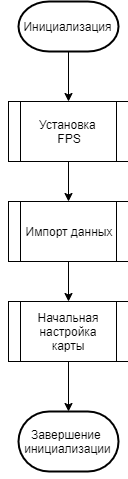 Инициализация
Установка
FPS
Импорт данных
Начальная
настройка
карты
Завершение
инициализации